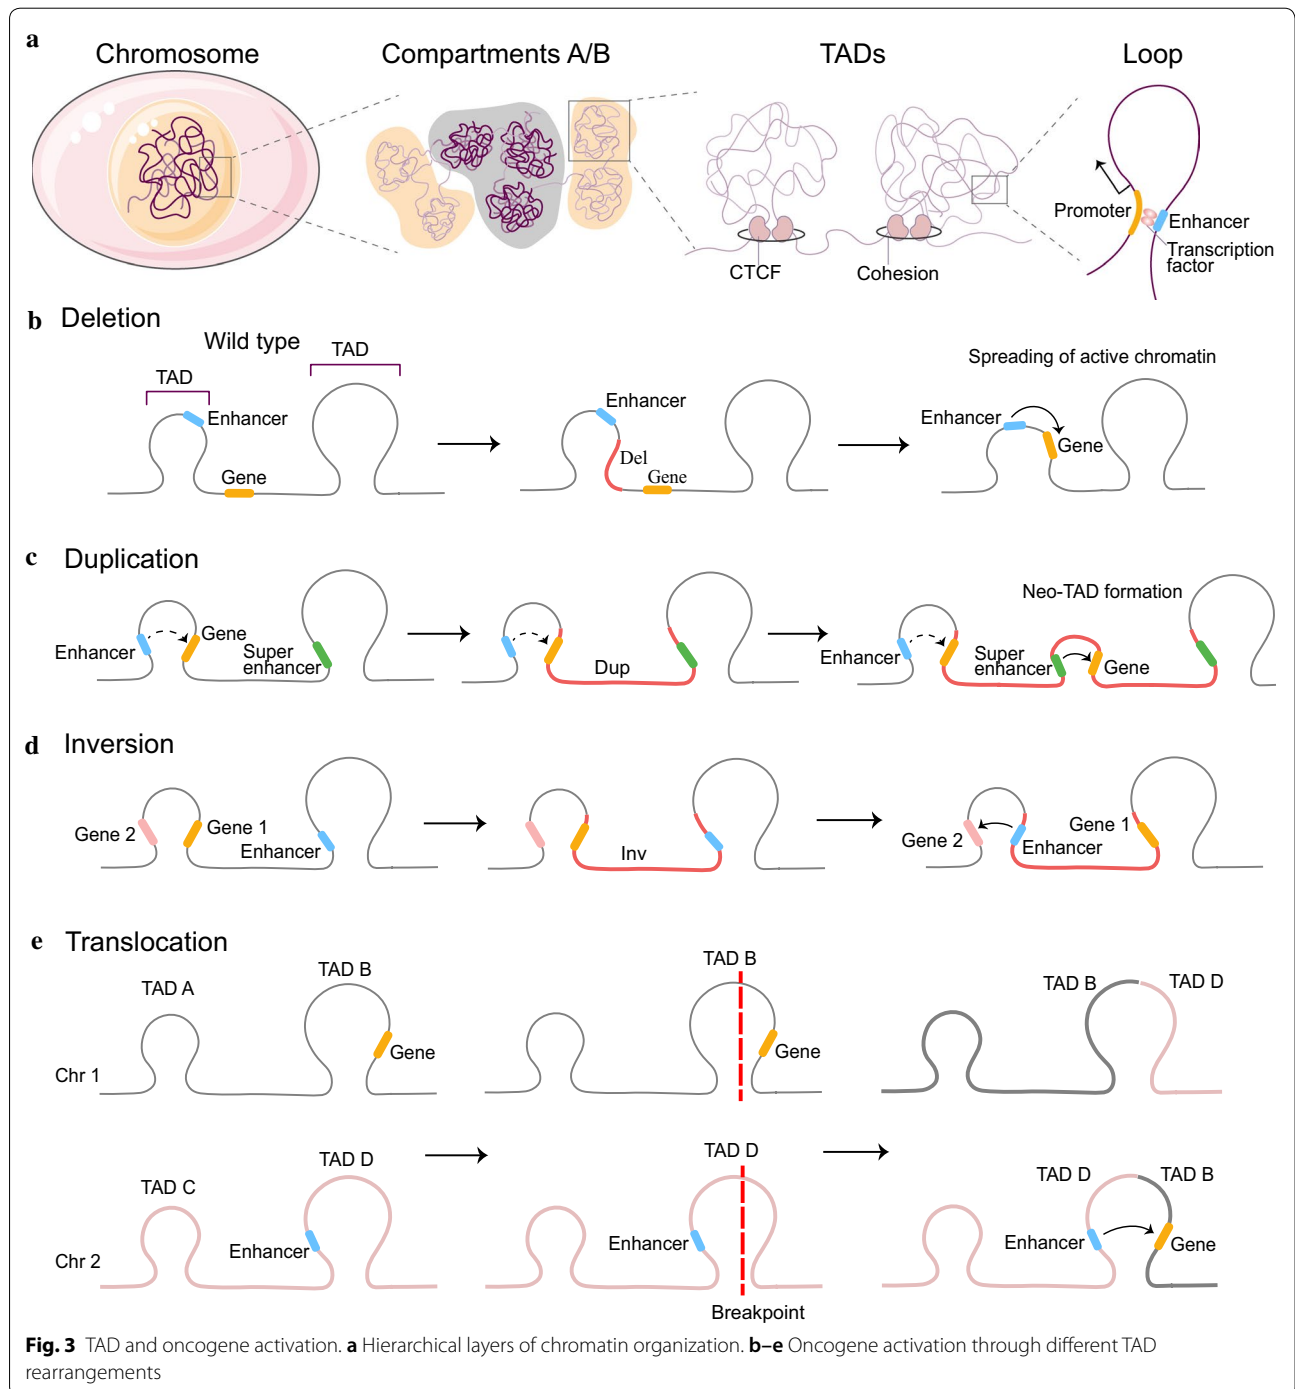 a
Chromosome
Compartments A/B
TADs
Loop
Promoter
Enhancer
Transcription
factor
CTCF
Cohesion
b Deletion
Wild type
TAD
TAD
Enhancer
Gene
Enhancer
Del
Gene
Spreading of active chromatin
Enhancer
Gene
c Duplication
Enhancer
Gene
Super
enhancer
Dup
Neo-TAD formation
Enhancer
Super
enhancer
Gene
d Inversion
Gene 2
Gene 1
Enhancer
Inv
Gene 2
Enhancer
Gene 1
e Translocation
TAD A
TAD B
Gene
Chr 1
TAD B
Gene
TAD B
TAD D
TAD C
TAD D
Enhancer
Chr 2
TAD D
Enhancer
Breakpoint
TAD D
TAD B
Enhancer
Gene
Fig. 3 TAD and oncogene activation. a Hierarchical layers of chromatin organization. b–e Oncogene activation through different TAD
rearrangements